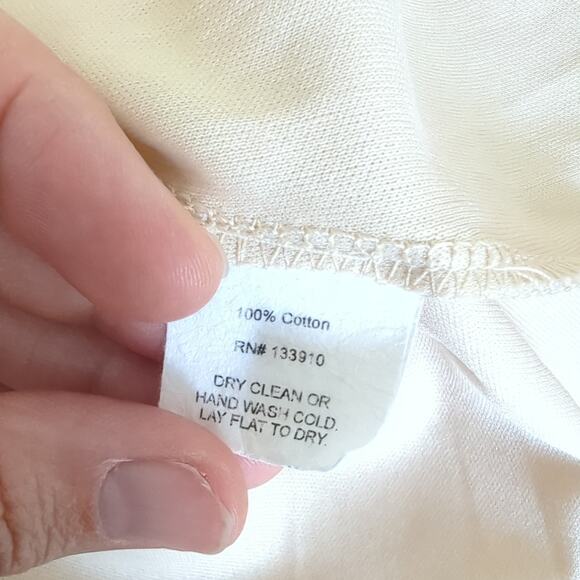 100% Cotton
RN# 133910
DRY CLEAN OR
HAND WASH COLD.
LAY FLAT TO DRY.